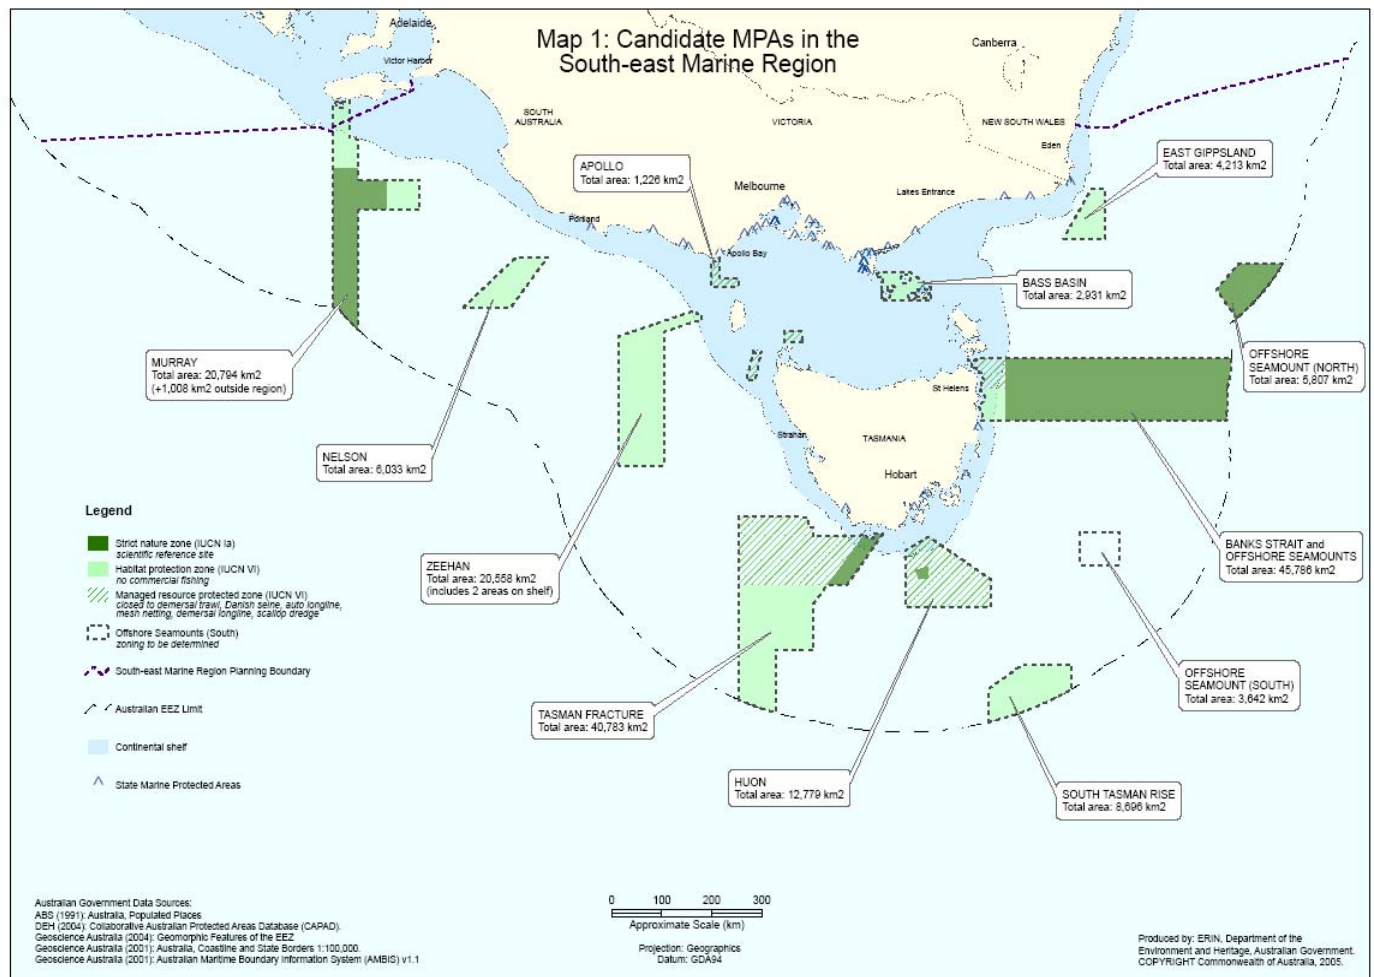 Map 1: Candidate MPAs in the
South-east Marine Region
Adelaide
Victor Harbor
Canberra
SOUTH
AUSTRALIA
VICTORIA
NEW SOUTH WALES
Eden
EAST GIPPSLAND
Total area: 4,213 km2
APOLLO
Total area: 1,226 km2
Melbourne
Lakes Entrance
Portland
Apollo Bay
BASS BASIN
Total area: 2,931 km2
OFFSHORE
SEAMOUNT (NORTH)
Total area: 5,807 km2
MURRAY
Total area: 20,794 km2
(+1,008 km2 outside region)
St Helens
NELSON
Total area: 6,033 km2
Strahan
TASMANIA
Hobart
ZEEHAN
Total area: 20,558 km2
(includes 2 areas on shelf)
BANKS STRAIT and
OFFSHORE SEAMOUNTS
Total area: 45,786 km2
OFFSHORE
SEAMOUNT (SOUTH)
Total area: 3,642 km2
TASMAN FRACTURE
Total area: 40,783 km2
HUON
Total area: 12,779 km2
SOUTH TASMAN RISE
Total area: 8,696 km2
Legend
Strict nature zone (IUCN Ia)
scientific reference site
Habitat protection zone (IUCN VI)
no commercial fishing
Managed resource protected zone (IUCN VI)
closed to demersal trawl, Danish seine, auto longline,
mesh netting, demersal longline, scallop dredge
Offshore Seamounts (South)
zoning to be determined
South-east Marine Region Planning Boundary
Australian EEZ Limit
Continental shelf
State Marine Protected Areas
Australian Government Data Sources:
ABS (1991): Australia, Populated Places
DEH (2004): Collaborative Australian Protected Areas Database (CAPAD).
Geoscience Australia (2004): Geomorphic Features of the EEZ
Geoscience Australia (2001): Australia, Coastline and State Borders 1:100,000.
Geoscience Australia (2001): Australian Maritime Boundary Information System (AMBIS) v1.1
0 100 200 300
Approximate Scale (km)
Projection: Geographics
Datum: GDA94
Produced by: ERIN, Department of the
Environment and Heritage, Australian Government.
COPYRIGHT Commonwealth of Australia, 2005.